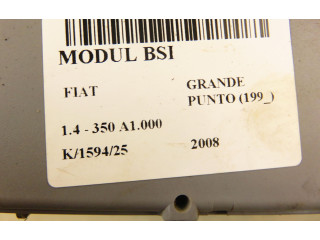 MODUL BSI
FIAT GRANDE
PUNTO (199_)
1.4 - 350 A1.000
K/1594/25 2008